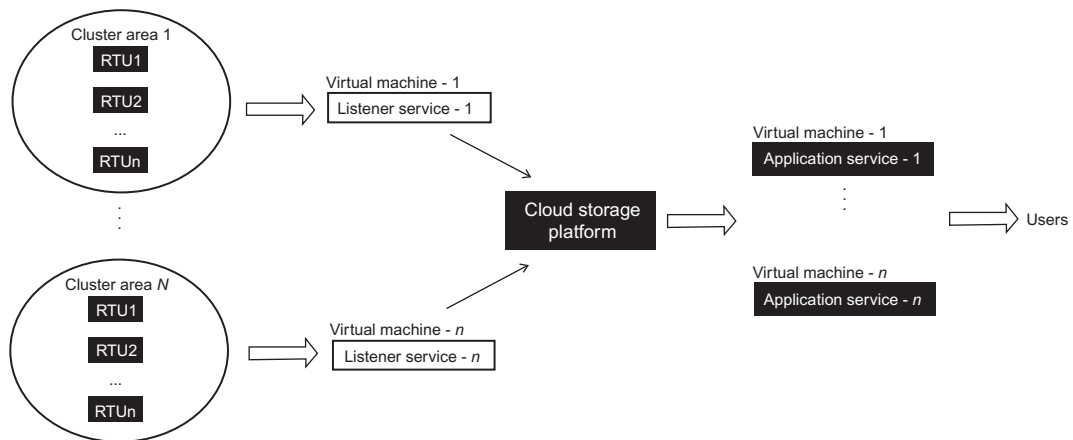 Cluster area 1
RTU1
RTU2
...
RTUn
Virtual machine - 1
Listener service - 1
Cluster area N
RTU1
RTU2
...
RTUn
Virtual machine - n
Listener service - n
Cloud storage
platform
Virtual machine - 1
Application service - 1
Virtual machine - n
Application service - n
Users